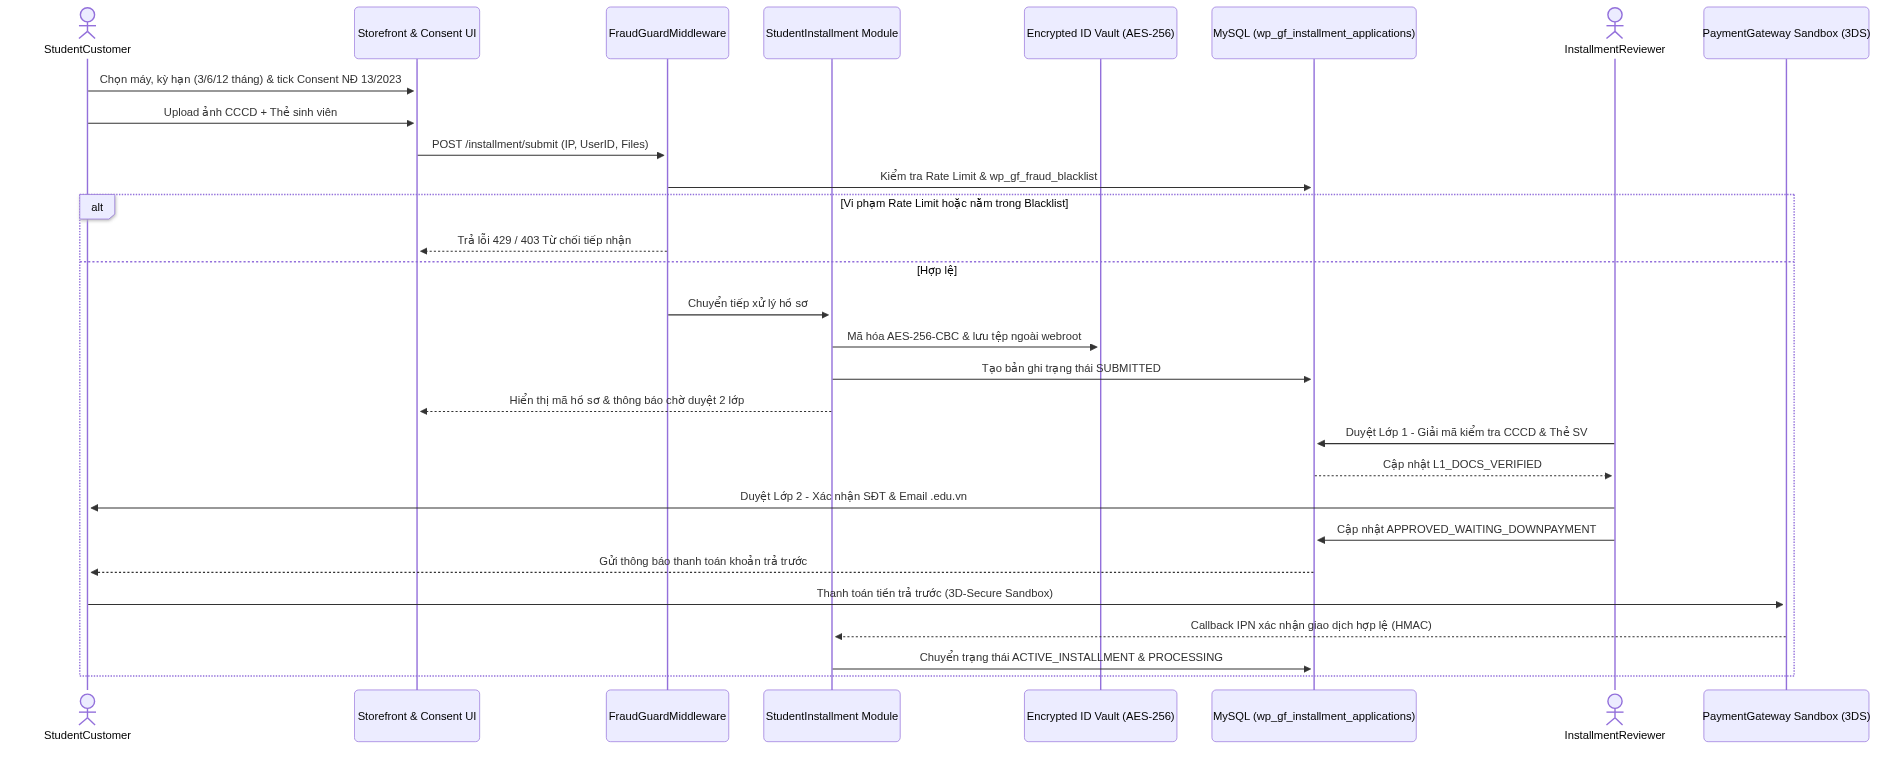 StudentCustomer
Storefront & Consent UI
FraudGuardMiddleware
StudentInstallment Module
Encrypted ID Vault (AES-256)
MySQL (wp_gf_installment_applications)
InstallmentReviewer
PaymentGateway Sandbox (3DS)
Chọn máy, kỳ hạn (3/6/12 tháng) & tick Consent NĐ 13/2023
Upload ảnh CCCD + Thẻ sinh viên
POST /installment/submit (IP, UserID, Files)
Kiểm tra Rate Limit & wp_gf_fraud_blacklist
alt
[Vi phạm Rate Limit hoặc nằm trong Blacklist]
Trả lỗi 429 / 403 Từ chối tiếp nhận
[Hợp lệ]
Chuyển tiếp xử lý hồ sơ
Mã hóa AES-256-CBC & lưu tệp ngoài webroot
Tạo bản ghi trạng thái SUBMITTED
Hiển thị mã hồ sơ & thông báo chờ duyệt 2 lớp
Duyệt Lớp 1 - Giải mã kiểm tra CCCD & Thẻ SV
Cập nhật L1_DOCS_VERIFIED
Duyệt Lớp 2 - Xác nhận SĐT & Email .edu.vn
Cập nhật APPROVED_WAITING_DOWNPAYMENT
Gửi thông báo thanh toán khoản trả trước
Thanh toán tiền trả trước (3D-Secure Sandbox)
Callback IPN xác nhận giao dịch hợp lệ (HMAC)
Chuyển trạng thái ACTIVE_INSTALLMENT & PROCESSING
StudentCustomer
Storefront & Consent UI
FraudGuardMiddleware
StudentInstallment Module
Encrypted ID Vault (AES-256)
MySQL (wp_gf_installment_applications)
InstallmentReviewer
PaymentGateway Sandbox (3DS)